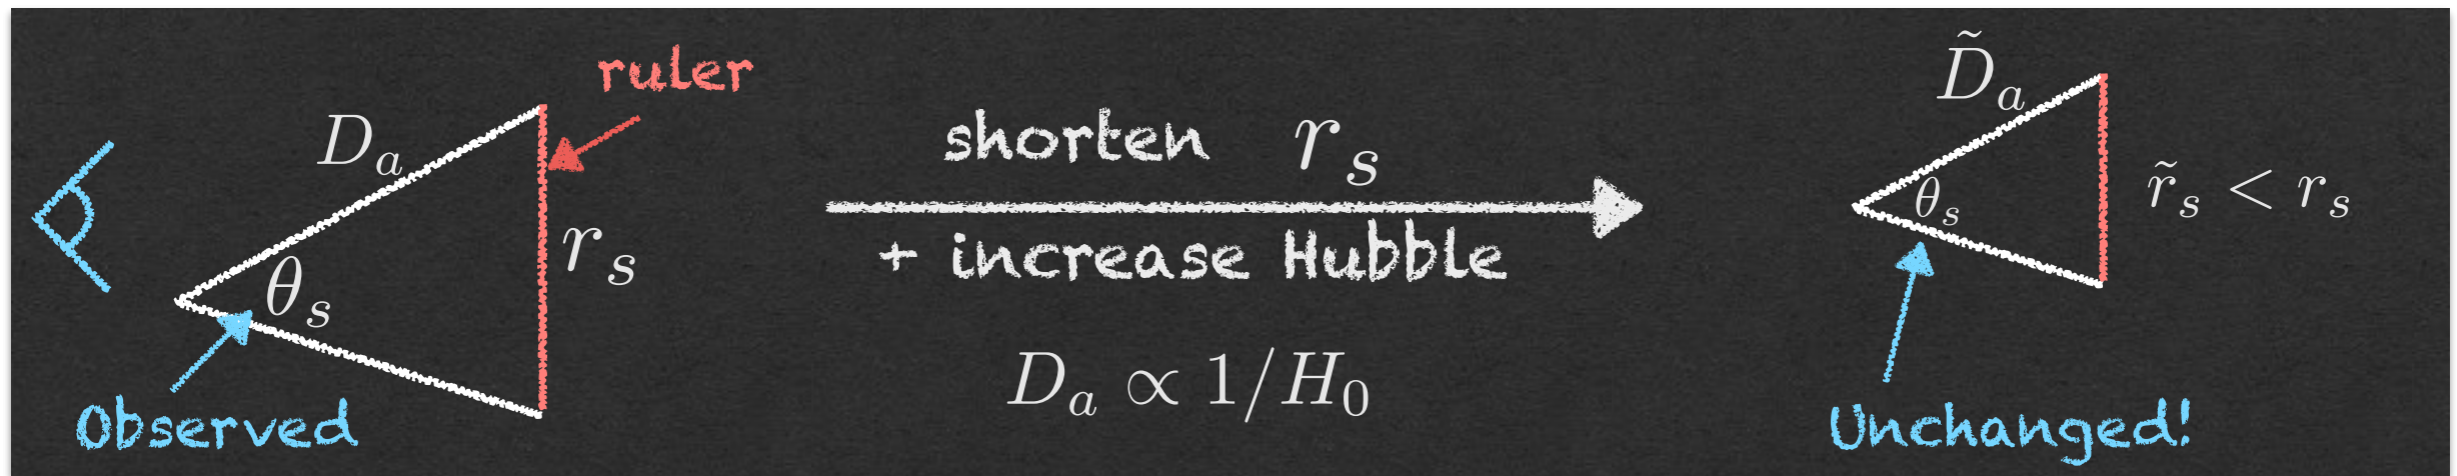 ruler
D_a
θ_s
r_s
Observed
shorten r_s
+ increase Hubble
D_a ∝ 1/H_0
D̃_a
θ_s
r̃_s < r_s
Unchanged!